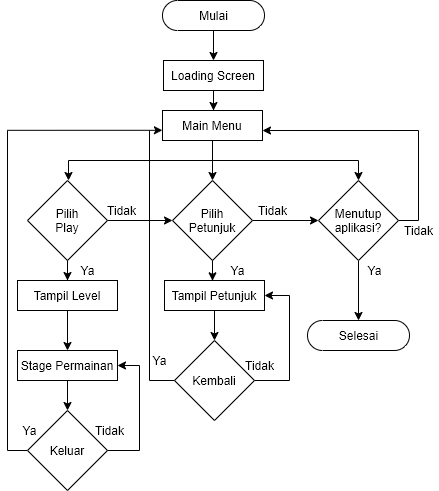 Mulai
Loading Screen
Main Menu
Pilih
Play
Tidak
Pilih
Petunjuk
Tidak
Menutup
aplikasi?
Tidak
Ya
Ya
Ya
Tampil Level
Tampil Petunjuk
Selesai
Stage Permainan
Ya
Kembali
Tidak
Ya
Keluar
Tidak